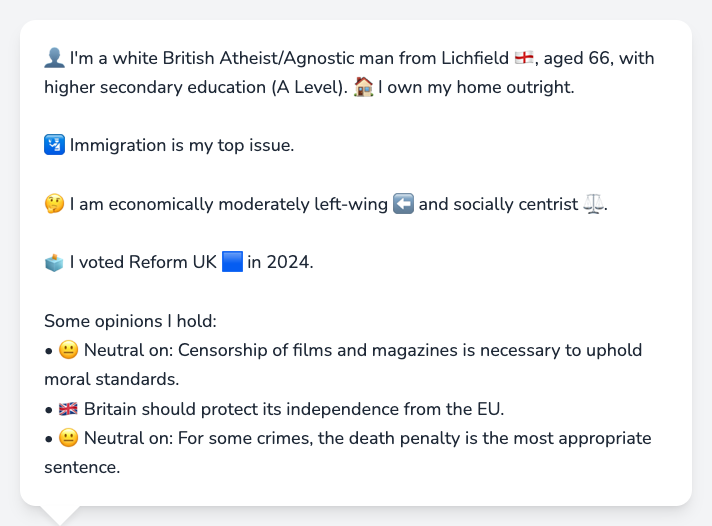 👤 I'm a white British Atheist/Agnostic man from Lichfield 🏴󠁧󠁢󠁥󠁮󠁧󠁿, aged 66, with
higher secondary education (A Level). 🏠 I own my home outright.
🛂 Immigration is my top issue.
🤔 I am economically moderately left-wing ⬅️ and socially centrist ⚖️.
🗳️ I voted Reform UK 🟦 in 2024.
Some opinions I hold:
• 😐 Neutral on: Censorship of films and magazines is necessary to uphold
moral standards.
• 🇬🇧 Britain should protect its independence from the EU.
• 😐 Neutral on: For some crimes, the death penalty is the most appropriate
sentence.